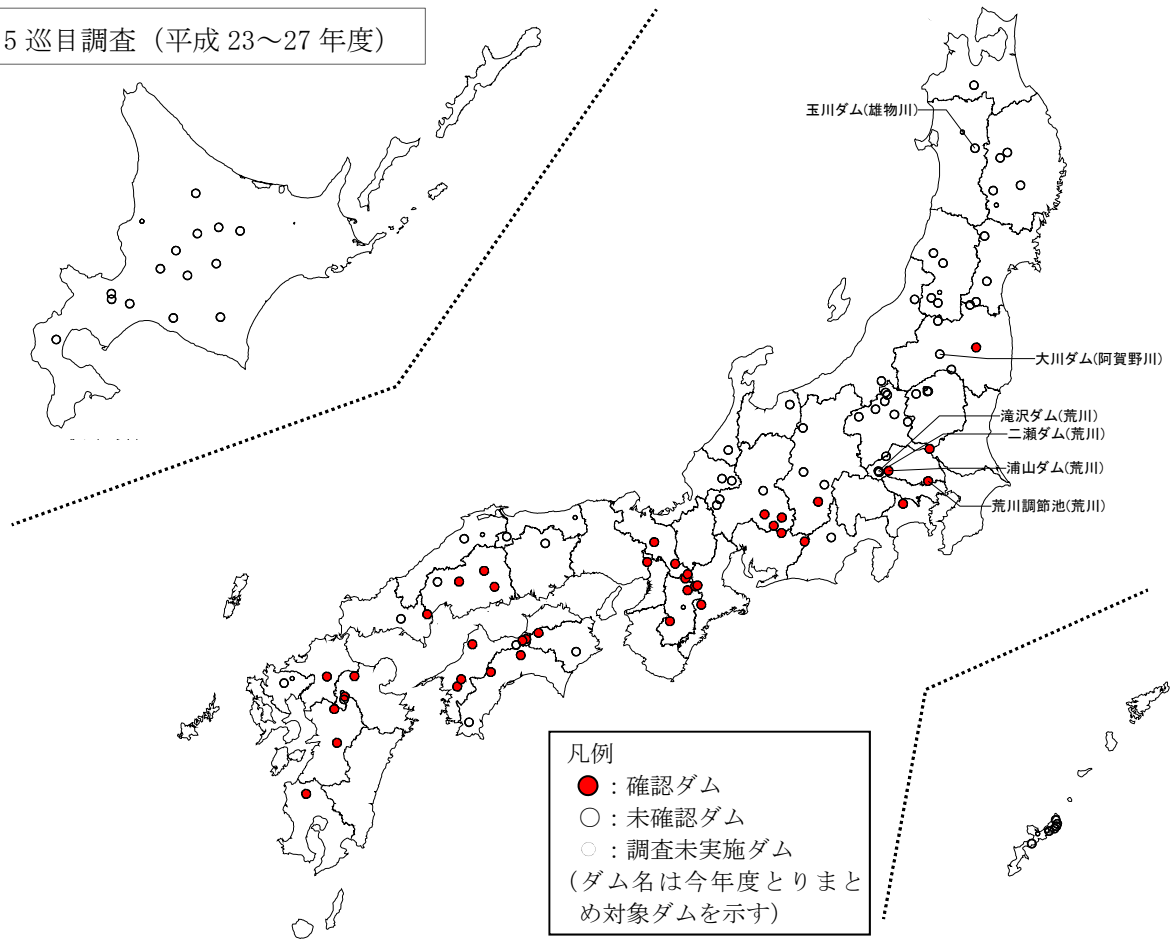 5 巡目調査（平成 23～27 年度）
玉川ダム(雄物川)
大川ダム(阿賀野川)
滝沢ダム(荒川)
二瀬ダム(荒川)
浦山ダム(荒川)
荒川調節池(荒川)
凡例
：確認ダム
：未確認ダム
：調査未実施ダム
(ダム名は今年度とりまと
め対象ダムを示す)